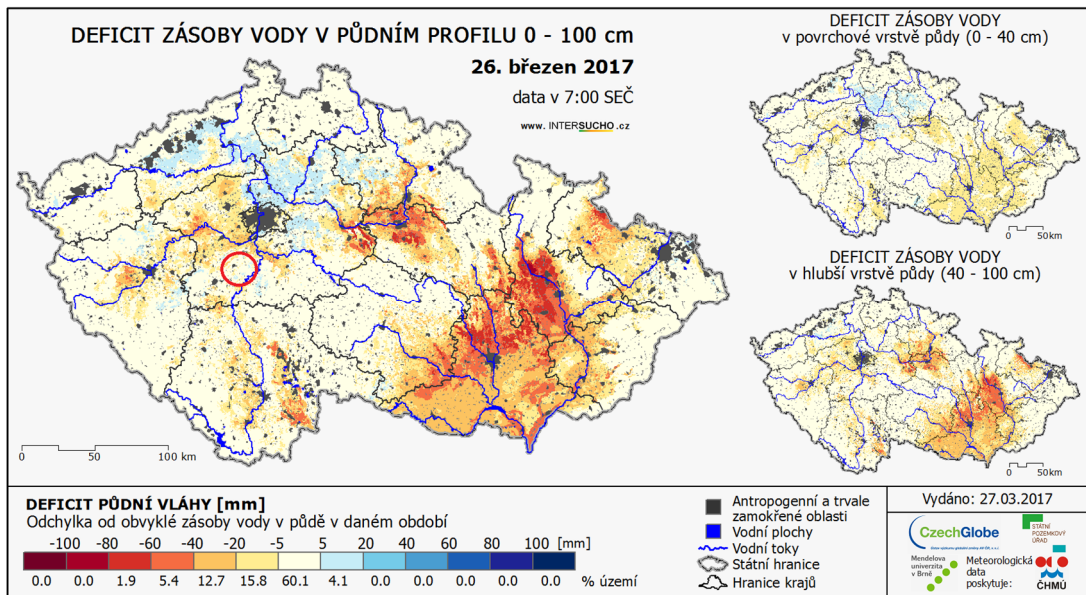 DEFICIT ZÁSOBY VODY V PŮDNÍM PROFILU 0 - 100 cm
26. březen 2017
data v 7:00 SEČ
www. INTERSUCHO.cz
0 50 100 km
DEFICIT ZÁSOBY VODY
v povrchové vrstvě půdy (0 - 40 cm)
0 50km
DEFICIT ZÁSOBY VODY
v hlubší vrstvě půdy (40 - 100 cm)
0 50km
DEFICIT PŮDNÍ VLÁHY [mm]
Odchylka od obvyklé zásoby vody v půdě v daném období
-100 -80 -60 -40 -20 -5 5 20 40 60 80 100 [mm]
0.0 0.0 1.9 5.4 12.7 15.8 60.1 4.1 0.0 0.0 0.0 0.0 0.0 % území
Antropogenní a trvale
zamokřené oblasti
Vodní plochy
Vodní toky
Státní hranice
Hranice krajů
Vydáno: 27.03.2017
CzechGlobe
STÁTNÍ
POZEMKOVÝ
ÚŘAD
Mendelova
univerzita
v Brně
Meteorologická
data
poskytuje:
ČHMÚ